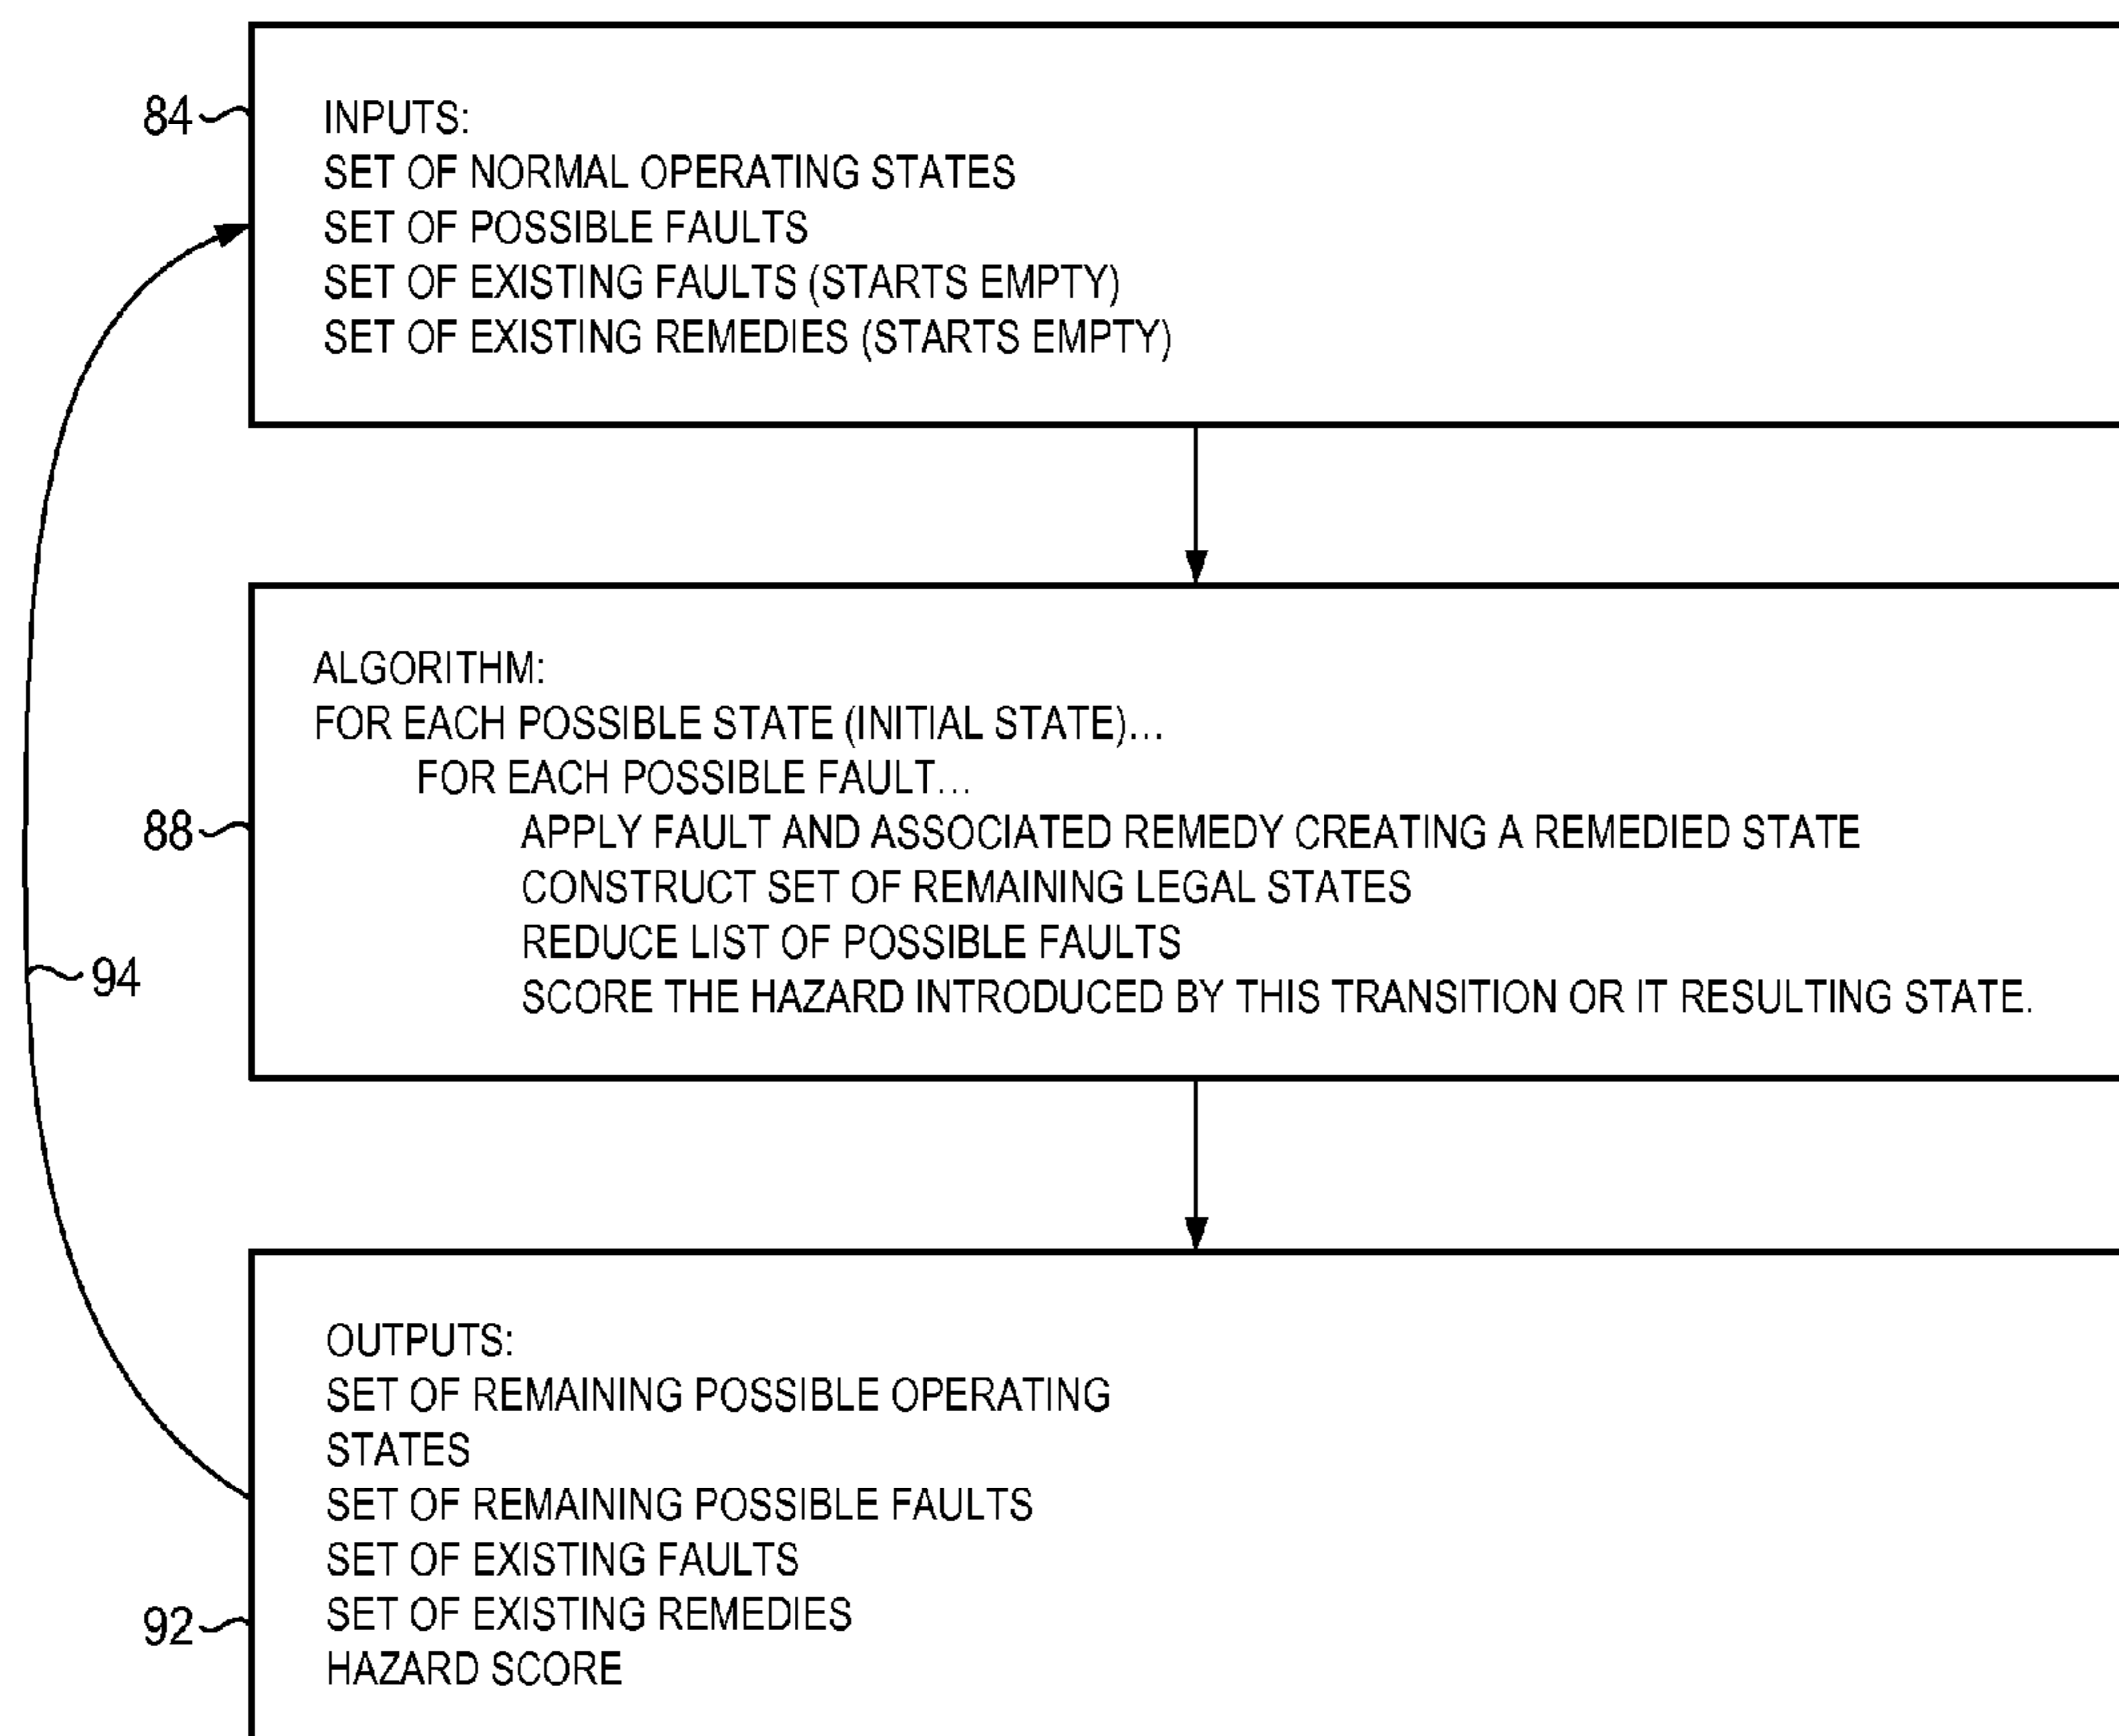 84
INPUTS:
SET OF NORMAL OPERATING STATES
SET OF POSSIBLE FAULTS
SET OF EXISTING FAULTS (STARTS EMPTY)
SET OF EXISTING REMEDIES (STARTS EMPTY)
ALGORITHM:
FOR EACH POSSIBLE STATE (INITIAL STATE)...
FOR EACH POSSIBLE FAULT...
88
APPLY FAULT AND ASSOCIATED REMEDY CREATING A REMEDIED STATE
CONSTRUCT SET OF REMAINING LEGAL STATES
REDUCE LIST OF POSSIBLE FAULTS
94
SCORE THE HAZARD INTRODUCED BY THIS TRANSITION OR IT RESULTING STATE.
OUTPUTS:
SET OF REMAINING POSSIBLE OPERATING
STATES
SET OF REMAINING POSSIBLE FAULTS
SET OF EXISTING FAULTS
SET OF EXISTING REMEDIES
92
HAZARD SCORE